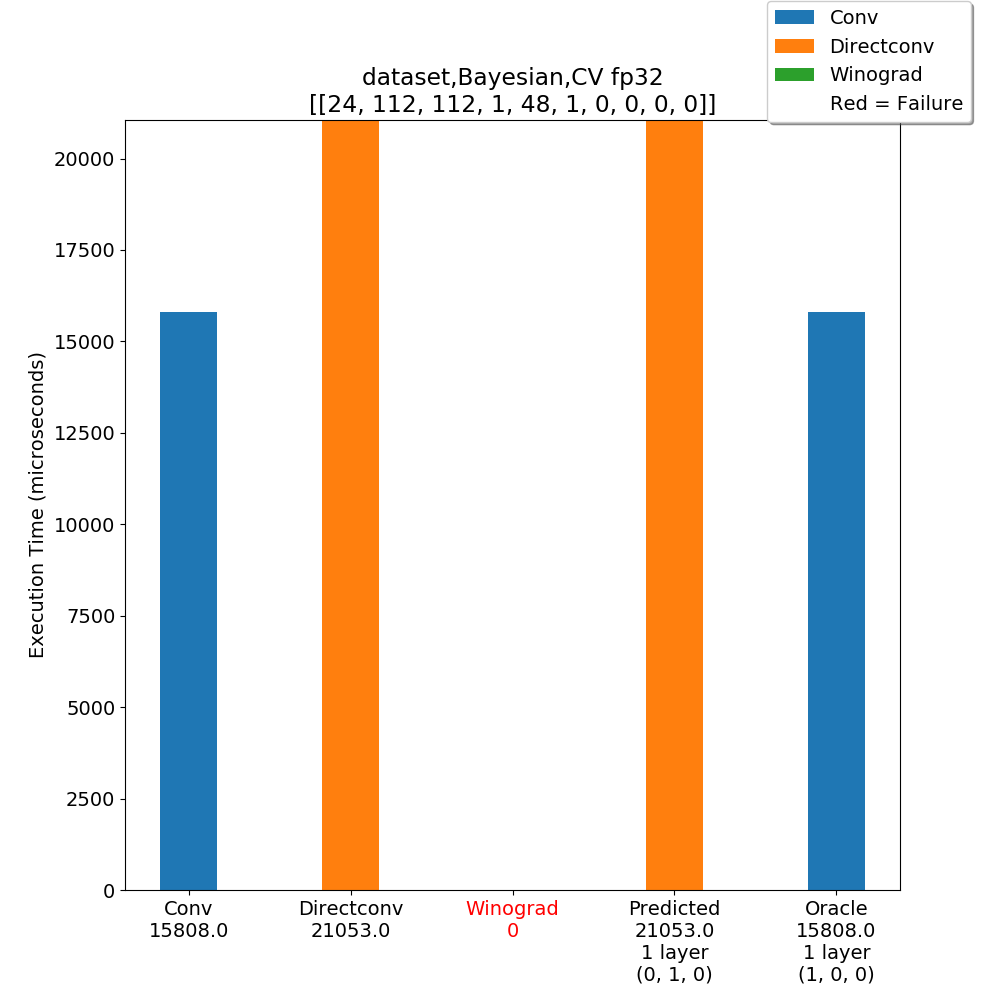 Conv
Directconv
Winograd
Red = Failure
dataset,Bayesian,CV fp32
[[24, 112, 112, 1, 48, 1, 0, 0, 0, 0]]
Execution Time (microseconds)
20000
17500
15000
12500
10000
7500
5000
2500
0
Conv
15808.0
Directconv
21053.0
Winograd
0
Predicted
21053.0
1 layer
(0, 1, 0)
Oracle
15808.0
1 layer
(1, 0, 0)